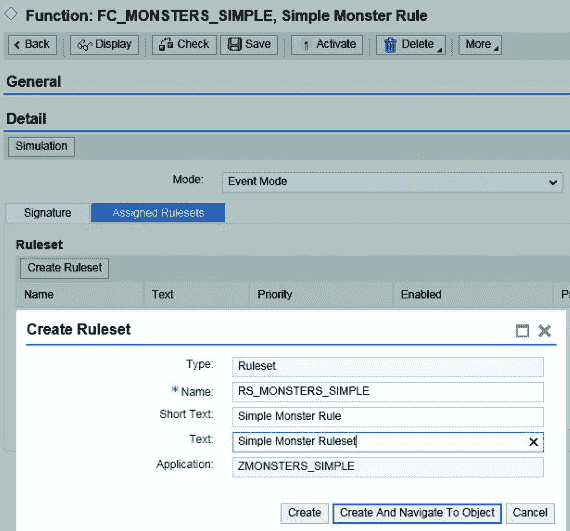 Function: FC_MONSTERS_SIMPLE, Simple Monster Rule
Back Display Check Save Activate Delete More
General
Detail
Simulation
Mode: Event Mode
Signature Assigned Rulesets
Ruleset
Create Ruleset
Name Text Priority Enabled
Create Ruleset
Type: Ruleset
*Name: RS_MONSTERS_SIMPLE
Short Text: Simple Monster Rule
Text: Simple Monster Ruleset
Application: ZMONSTERS_SIMPLE
Create Create And Navigate To Object Cancel